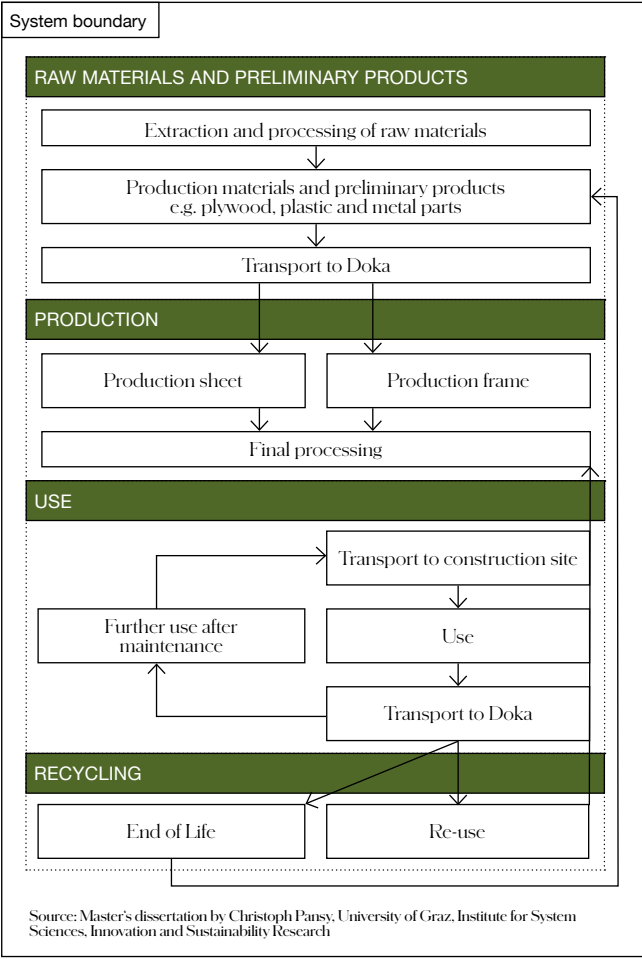 System boundary
RAW MATERIALS AND PRELIMINARY PRODUCTS
Extraction and processing of raw materials
Production materials and preliminary products
e.g. plywood, plastic and metal parts
Transport to Doka
PRODUCTION
Production sheet
Production frame
Final processing
USE
Transport to construction site
Further use after
maintenance
Use
Transport to Doka
RECYCLING
End of Life
Re-use
Source: Master's dissertation by Christoph Pansy, University of Graz, Institute for System
Sciences, Innovation and Sustainability Research